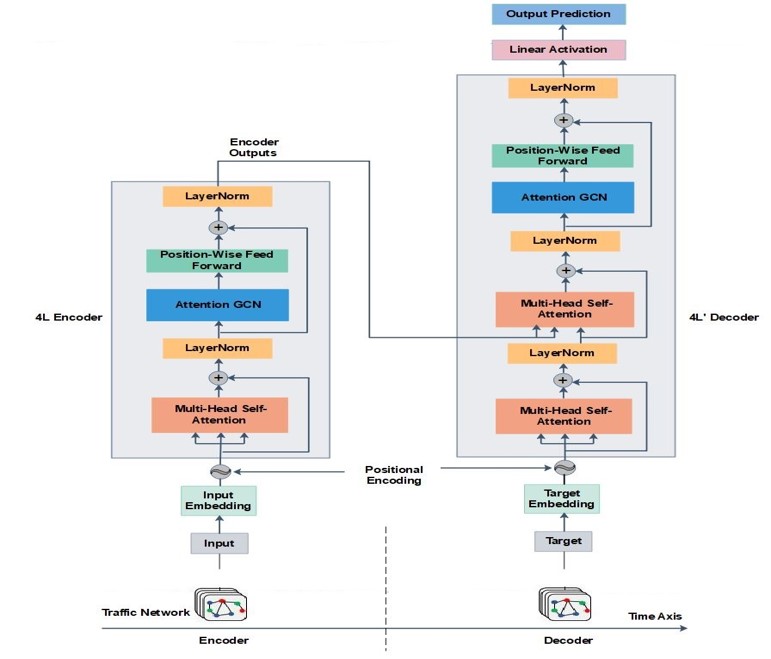 Output Prediction
Linear Activation
LayerNorm
Position-Wise Feed
Forward
Attention GCN
LayerNorm
Multi-Head Self-
Attention
LayerNorm
Multi-Head Self-
Attention
4L' Decoder
Encoder
Outputs
LayerNorm
Position-Wise Feed
Forward
Attention GCN
4L Encoder
LayerNorm
Multi-Head Self-
Attention
Positional
Encoding
Input
Embedding
Target
Embedding
Input
Target
Traffic Network
Time Axis
Encoder
Decoder